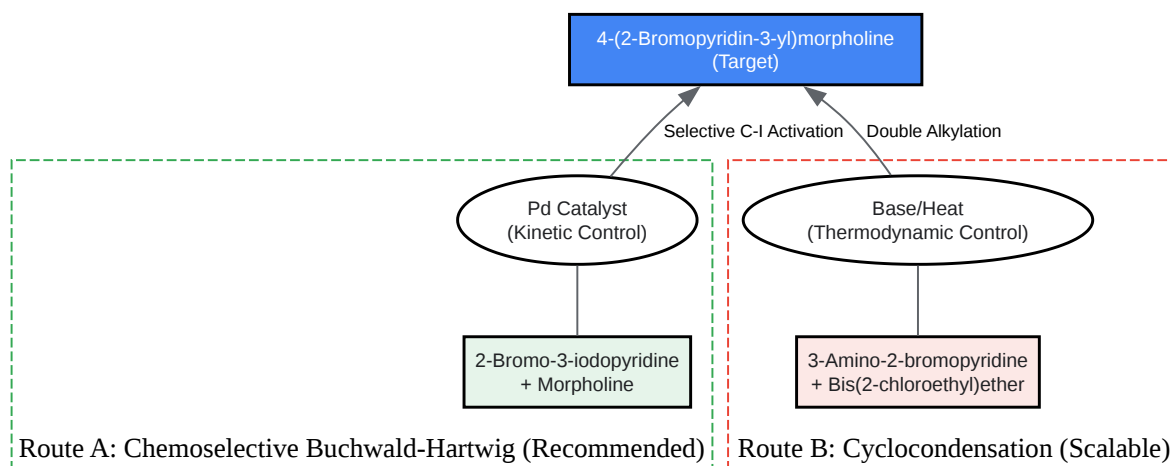 4-(2-Bromopyridin-3-yl)morpholine
(Target)
Selective C-I Activation
Double Alkylation
Pd Catalyst
(Kinetic Control)
Base/Heat
(Thermodynamic Control)
2-Bromo-3-iodopyridine
+ Morpholine
3-Amino-2-bromopyridine
+ Bis(2-chloroethyl)ether
Route A: Chemoselective Buchwald-Hartwig (Recommended)
Route B: Cyclocondensation (Scalable)